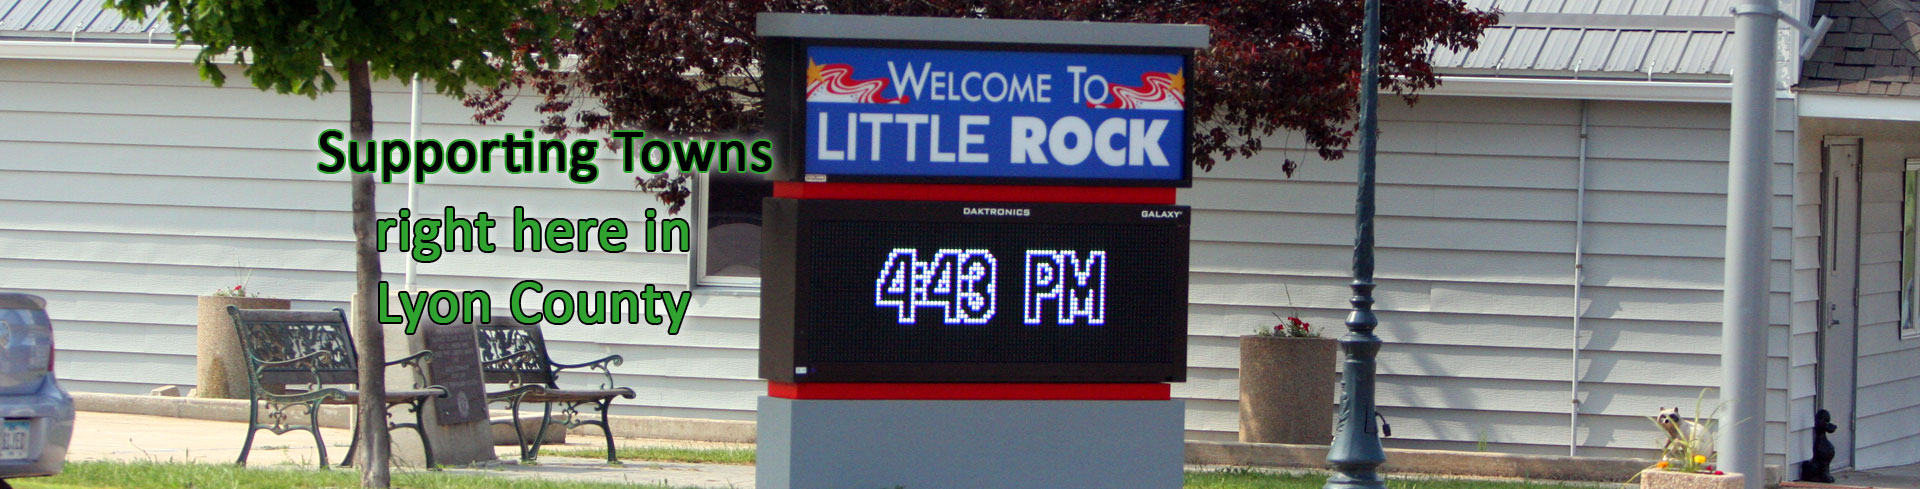 Supporting Towns
right here in
Lyon County
WELCOME TO
LITTLE ROCK
DAKTRONICS
GALAXY
4:43 PM